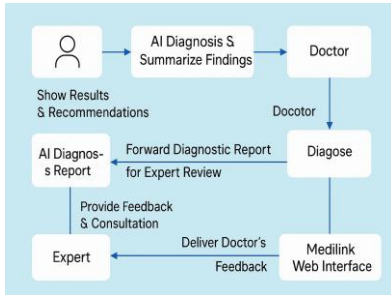 AI Diagnosis &
Summarize Findings
Doctor
Show Results
& Recommendations
Docotor
AI Diagnos-
s Report
Forward Diagnostic Report
for Expert Review
Diagose
Provide Feedback
& Consultation
Expert
Deliver Doctor's
Feedback
Medilink
Web Interface